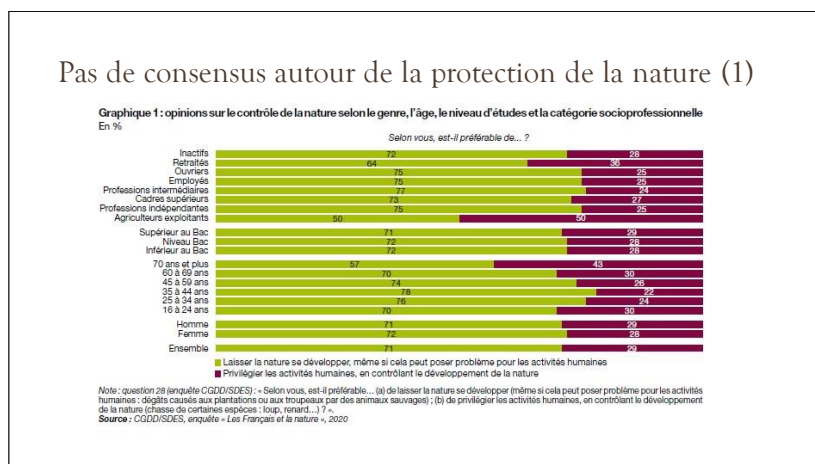 Pas de consensus autour de la protection de la nature (1)
Graphique 1 : opinions sur le contrôle de la nature selon le genre, l'âge, le niveau d'études et la catégorie socioprofessionnelle
En %
Selon vous, est-il préférable de... ?
Inactifs 72 28
Retraités 64 36
Ouvriers 75 25
Employés 75 25
Professions intermédiaires 77 24
Cadres supérieurs 73 27
Professions indépendantes 75 25
Agriculteurs exploitants 50 50
Supérieur au Bac 71 29
Niveau Bac 72 28
Inférieur au Bac 72 28
70 ans et plus 57 43
60 à 69 ans 70 30
45 à 59 ans 74 26
35 à 44 ans 78 22
25 à 34 ans 76 24
16 à 24 ans 70 30
Homme 71 29
Femme 72 28
Ensemble 71 29
Laisser la nature se développer, même si cela peut poser problème pour les activités humaines
Privilégier les activités humaines, en contrôlant le développement de la nature
Note : question 28 (enquête CGDD/SDES) : « Selon vous, est-il préférable... (a) de laisser la nature se développer (même si cela peut poser problème pour les activités
humaines : dégâts causés aux plantations ou aux troupeaux par des animaux sauvages) ; (b) de privilégier les activités humaines, en contrôlant le développement
de la nature (chasse de certaines espèces : loup, renard...) ? ».
Source : CGDD/SDES, enquête « Les Français et la nature », 2020